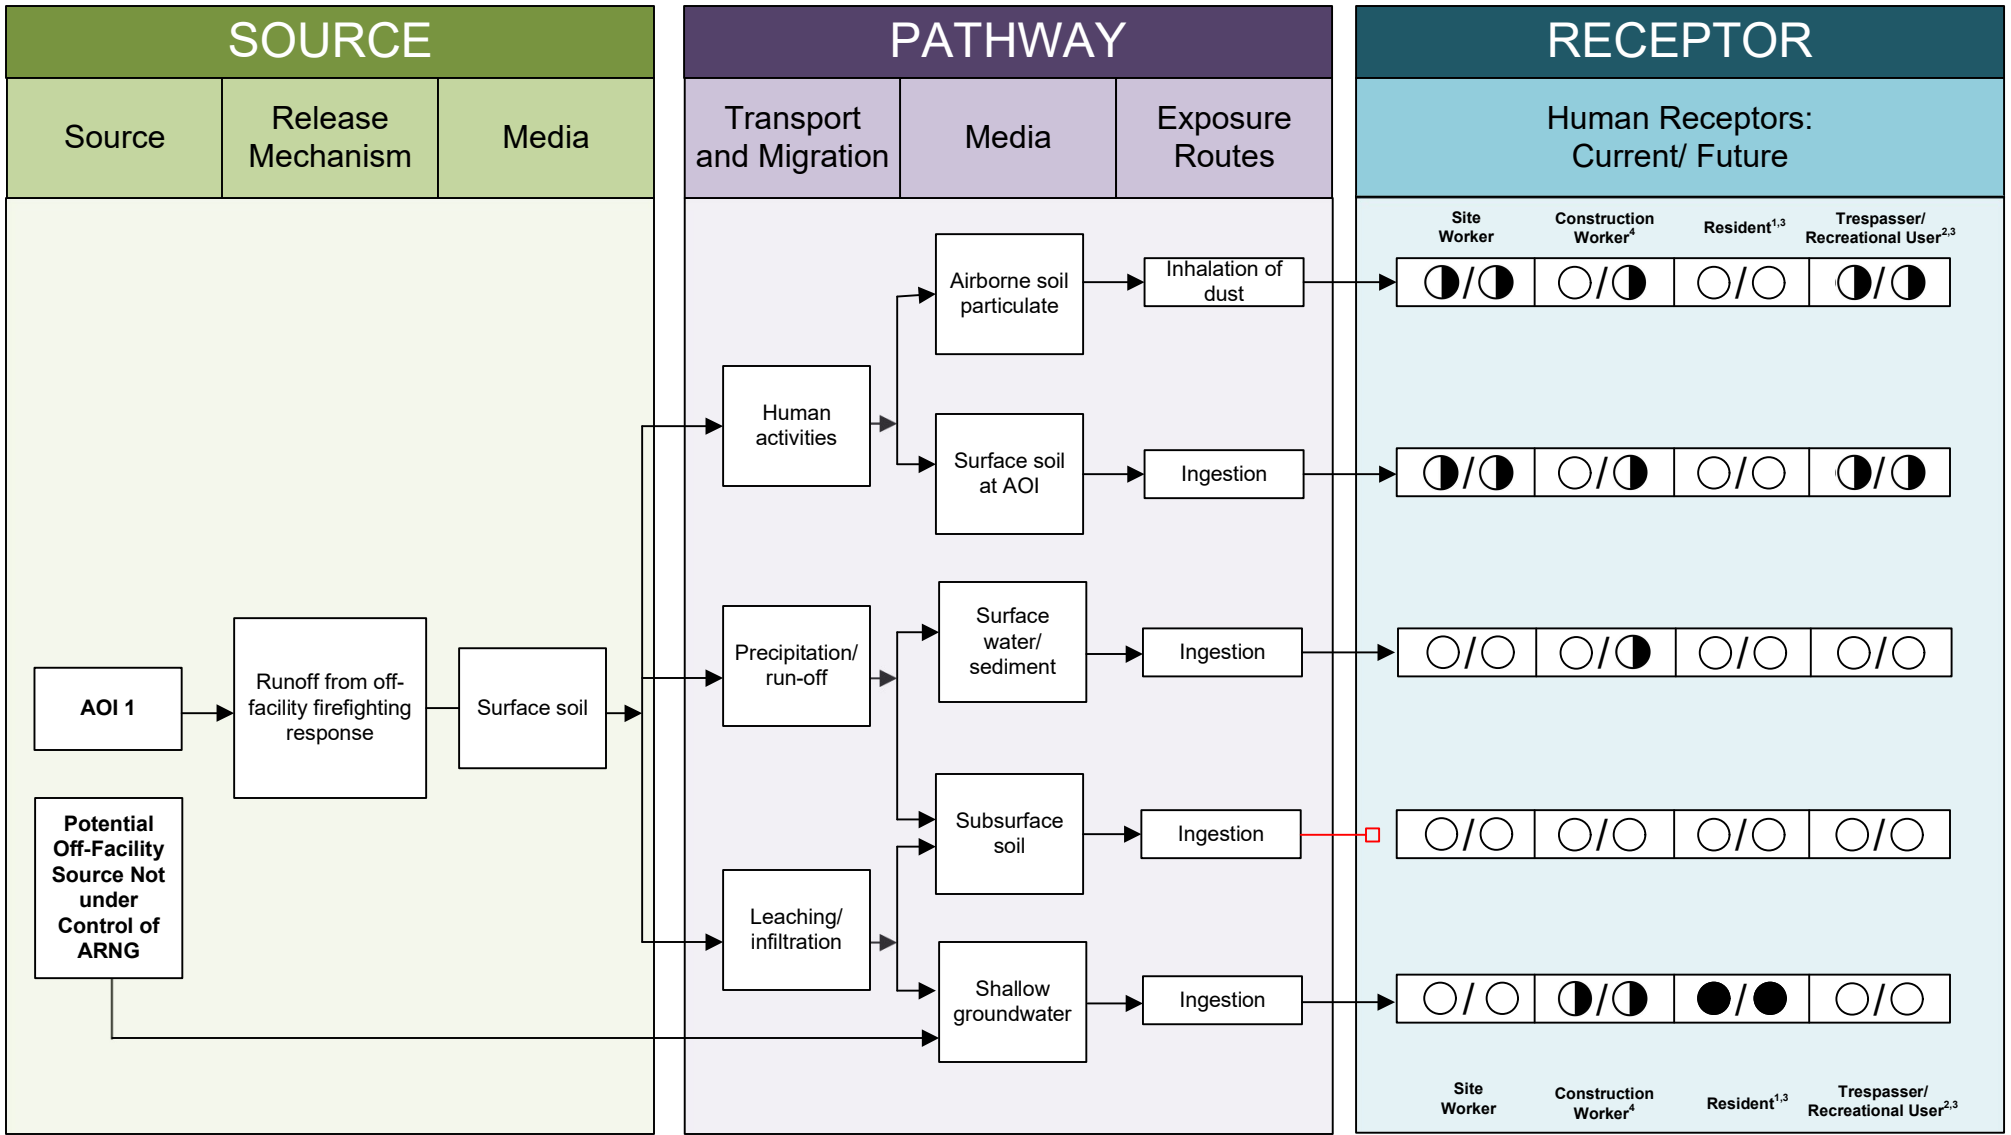 SOURCE
PATHWAY
RECEPTOR
Source
Release
Mechanism
Media
Transport
and Migration
Media
Exposure
Routes
Human Receptors:
Current/ Future
Site
Worker
Construction
Worker4
Resident1,3
Trespasser/
Recreational User2,3
Airborne soil
particulate
Inhalation of
dust
/
/
/
/
Human
activities
Surface soil
at AOI
Ingestion
/
/
/
/
Precipitation/
run-off
Surface
water/
sediment
Ingestion
/
/
/
/
AOI 1
Runoff from off-
facility firefighting
response
Surface soil
Potential
Off-Facility
Source Not
under
Control of
ARNG
Subsurface
soil
Ingestion
/
/
/
/
Leaching/
infiltration
Shallow
groundwater
Ingestion
/
/
/
/
Site
Worker
Construction
Worker4
Resident1,3
Trespasser/
Recreational User2,3